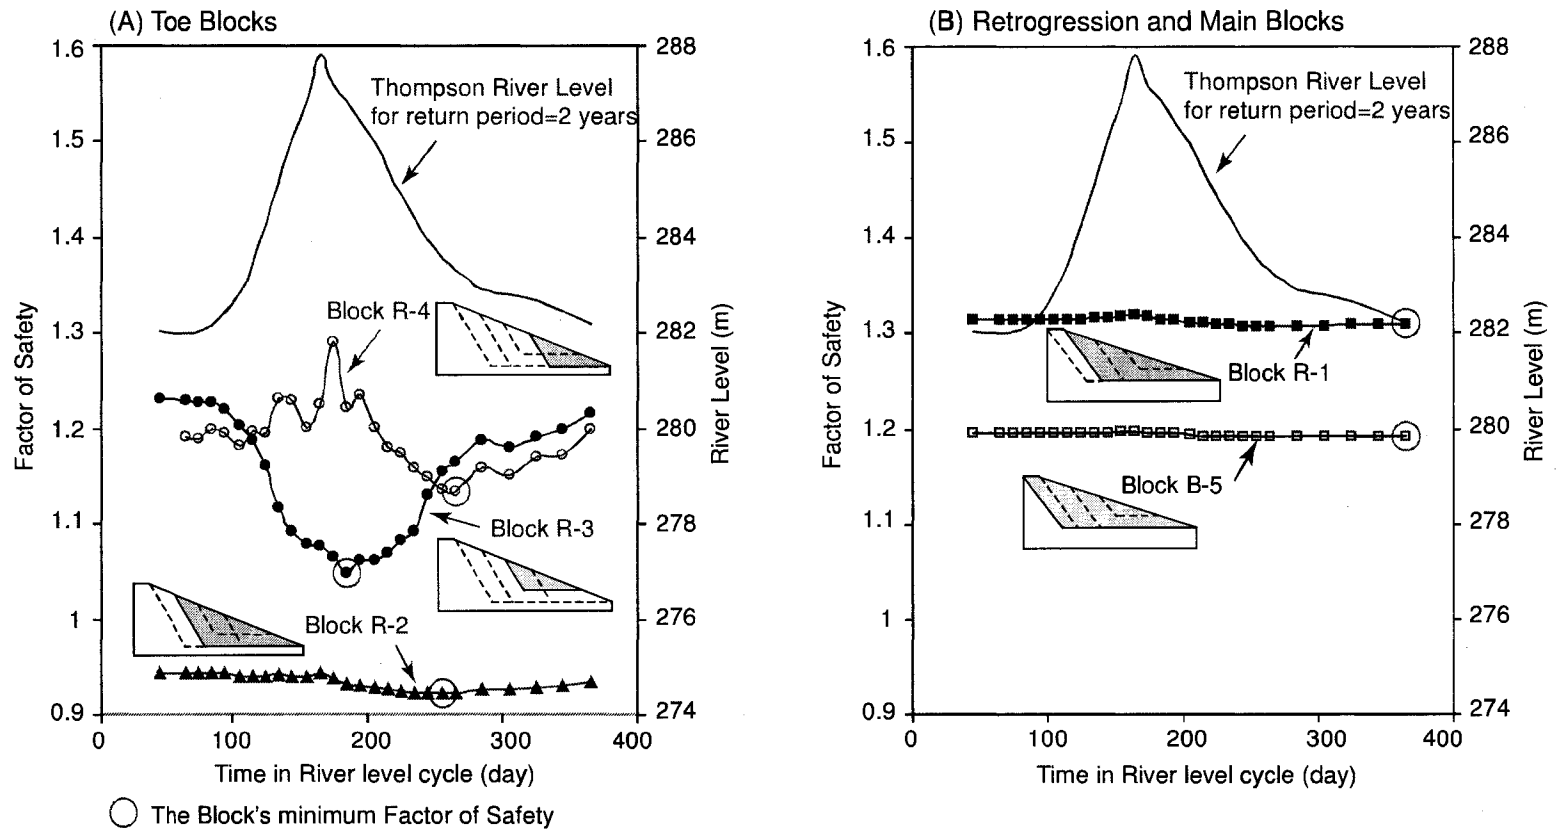 (A) Toe Blocks
1.6
1.5
1.4
1.3
1.2
1.1
1
0.9
Factor of Safety
288
286
284
282
280
278
276
274
River Level (m)
Thompson River Level
for return period=2 years
Block R-4
Block R-3
Block R-2
0
100
200
300
400
Time in River level cycle (day)
The Block's minimum Factor of Safety
(B) Retrogression and Main Blocks
1.6
1.5
1.4
1.3
1.2
1.1
1
0.9
Factor of Safety
288
286
284
282
280
278
276
274
River Level (m)
Thompson River Level
for return period=2 years
Block R-1
Block B-5
0
100
200
300
400
Time in River level cycle (day)